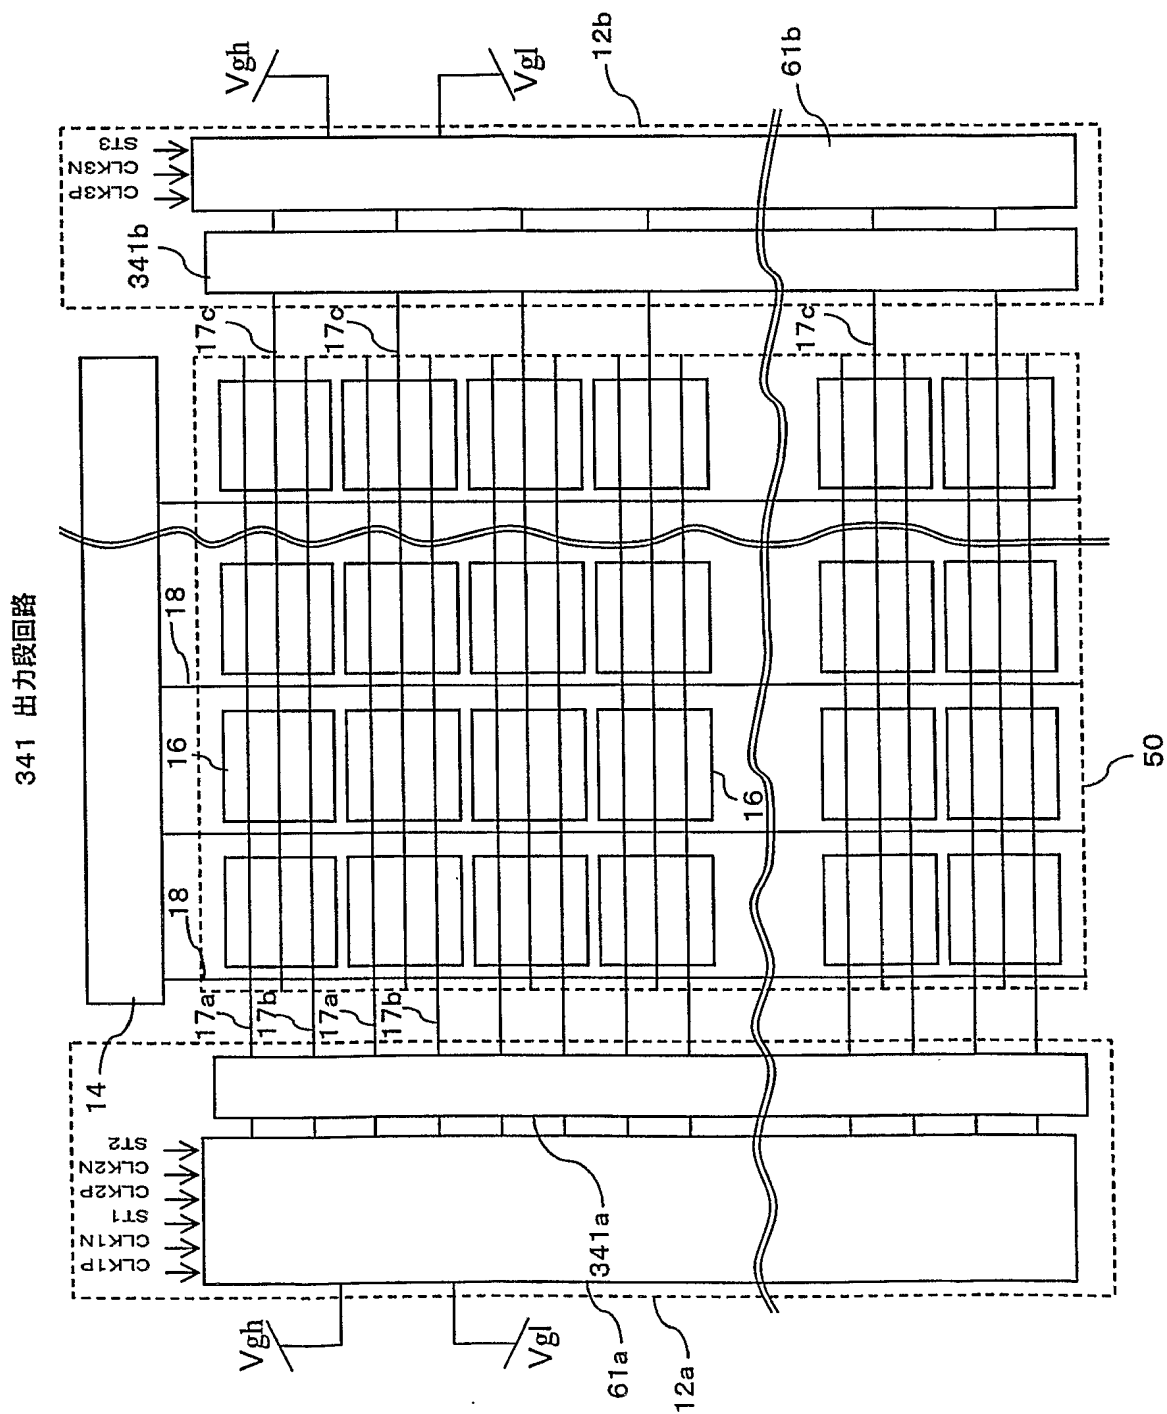 341 出力段回路
14
18
16
18
16
17a
17b
17a
17b
17c
17c
17c
50
CLK1P
CLK1N
ST1
CLK2P
CLK2N
ST2
Vgh
Vgl
61a
12a
341a
341b
CLK3P
CLK3N
ST3
Vgh
Vgl
12b
61b